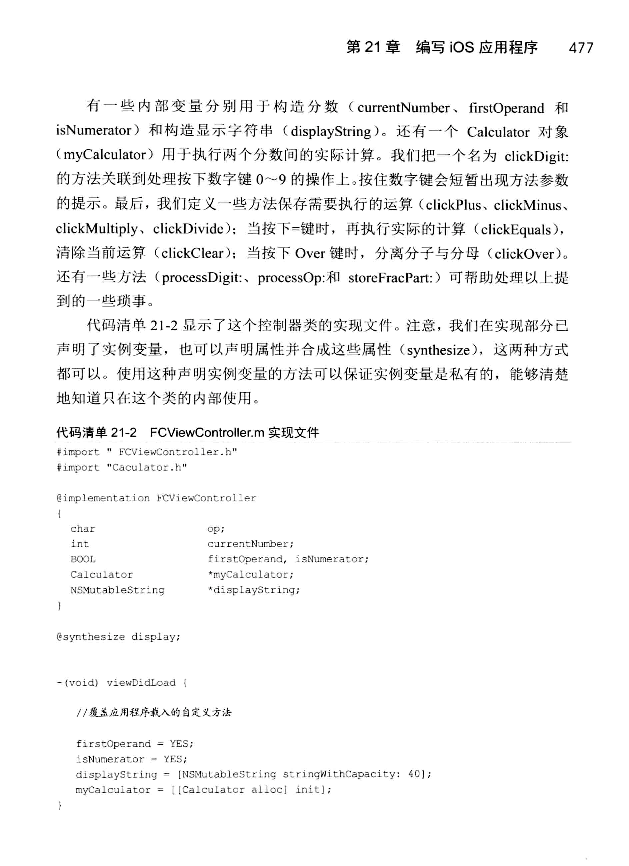 第 21 章　编写 iOS 应用程序　477
有一些内部变量分别用于构造分数（currentNumber、firstOperand 和
isNumerator）和构造显示字符串（displayString）。还有一个 Calculator 对象
（myCalculator）用于执行两个分数间的实际计算。我们把一个名为 clickDigit:
的方法关联到处理按下数字键 0～9 的操作上。按住数字键会短暂出现方法参数
的提示。最后，我们定义一些方法保存需要执行的运算（clickPlus、clickMinus、
clickMultiply、clickDivide）；当按下=键时，再执行实际的计算（clickEquals），
清除当前运算（clickClear）；当按下 Over 键时，分离分子与分母（clickOver）。
还有一些方法（processDigit:、processOp:和 storeFracPart:）可帮助处理以上提
到的一些琐事。
代码清单 21-2 显示了这个控制器类的实现文件。注意，我们在实现部分已
声明了实例变量，也可以声明属性并合成这些属性（synthesize），这两种方式
都可以。使用这种声明实例变量的方法可以保证实例变量是私有的，能够清楚
地知道只在这个类的内部使用。
代码清单 21-2　FCViewController.m 实现文件
#import " FCViewController.h"
#import "Caculator.h"
@implementation FCViewController
{
char op;
int currentNumber;
BOOL firstOperand, isNumerator;
Calculator *myCalculator;
NSMutableString *displayString;
}
@synthesize display;
-(void) viewDidLoad {
//覆盖应用程序载入的自定义方法
firstOperand = YES;
isNumerator = YES;
displayString = [NSMutableString stringWithCapacity: 40];
myCalculator = [[Calculator alloc] init];
}